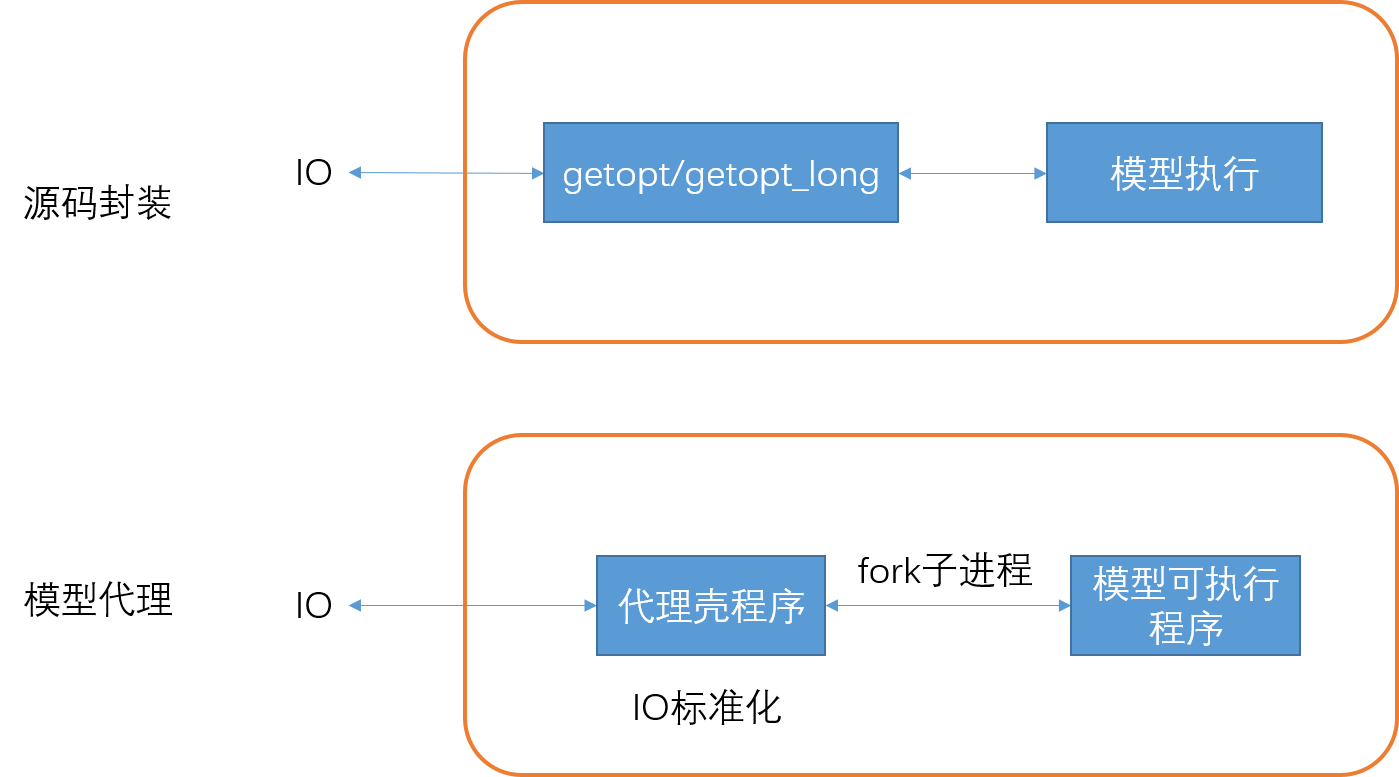 源码封装
IO
getopt/getopt_long
模型执行
模型代理
IO
代理壳程序
fork子进程
模型可执行
程序
IO标准化